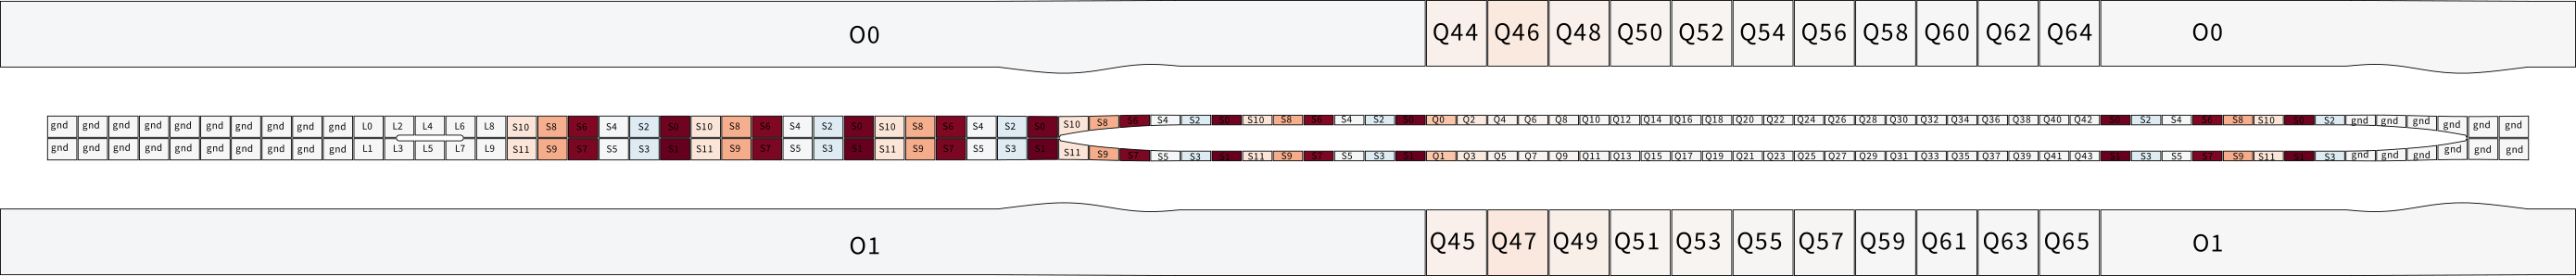 O0 Q44 Q46 Q48 Q50 Q52 Q54 Q56 Q58 Q60 Q62 Q64 O0
gnd gnd gnd gnd gnd gnd gnd gnd gnd gnd L0 L2 L4 L6 L8 S10 S8 S6 S4 S2 S0 S10 S8 S6 S4 S2 S0 S10 S8 S6 S4 S2 S0 S10 S8 S6 S4 S2 S0 S10 S8 S6 S4 S2 S0 Q0 Q2 Q4 Q6 Q8 Q10 Q12 Q14 Q16 Q18 Q20 Q22 Q24 Q26 Q28 Q30 Q32 Q34 Q36 Q38 Q40 Q42 S0 S2 S4 S6 S8 S10 S0 S2 gnd gnd gnd gnd gnd gnd
gnd gnd gnd gnd gnd gnd gnd gnd gnd gnd L1 L3 L5 L7 L9 S11 S9 S7 S5 S3 S1 S11 S9 S7 S5 S3 S1 S11 S9 S7 S5 S3 S1 S11 S9 S7 S5 S3 S1 S11 S9 S7 S5 S3 S1 Q1 Q3 Q5 Q7 Q9 Q11 Q13 Q15 Q17 Q19 Q21 Q23 Q25 Q27 Q29 Q31 Q33 Q35 Q37 Q39 Q41 Q43 S1 S3 S5 S7 S9 S11 S1 S3 gnd gnd gnd gnd gnd gnd
O1 Q45 Q47 Q49 Q51 Q53 Q55 Q57 Q59 Q61 Q63 Q65 O1